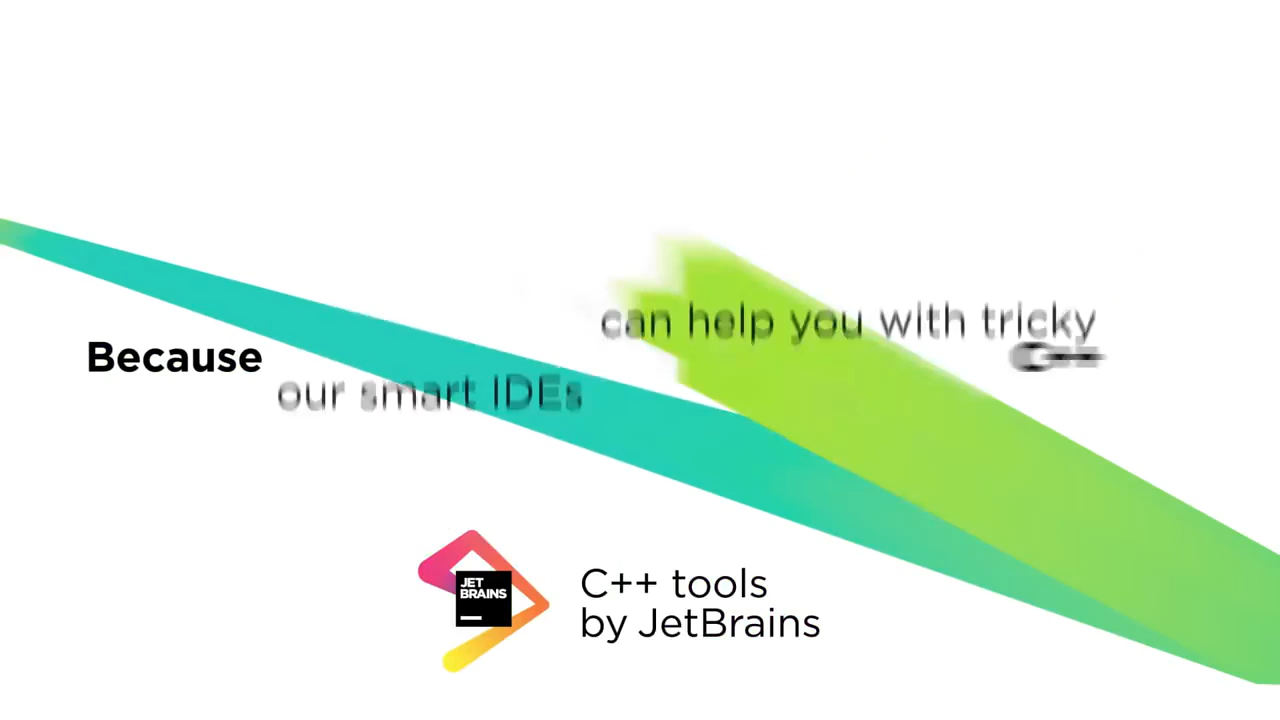 Because
our smart IDEs
can help you with tricky
C++
JET
BRAINS
C++ tools
by JetBrains